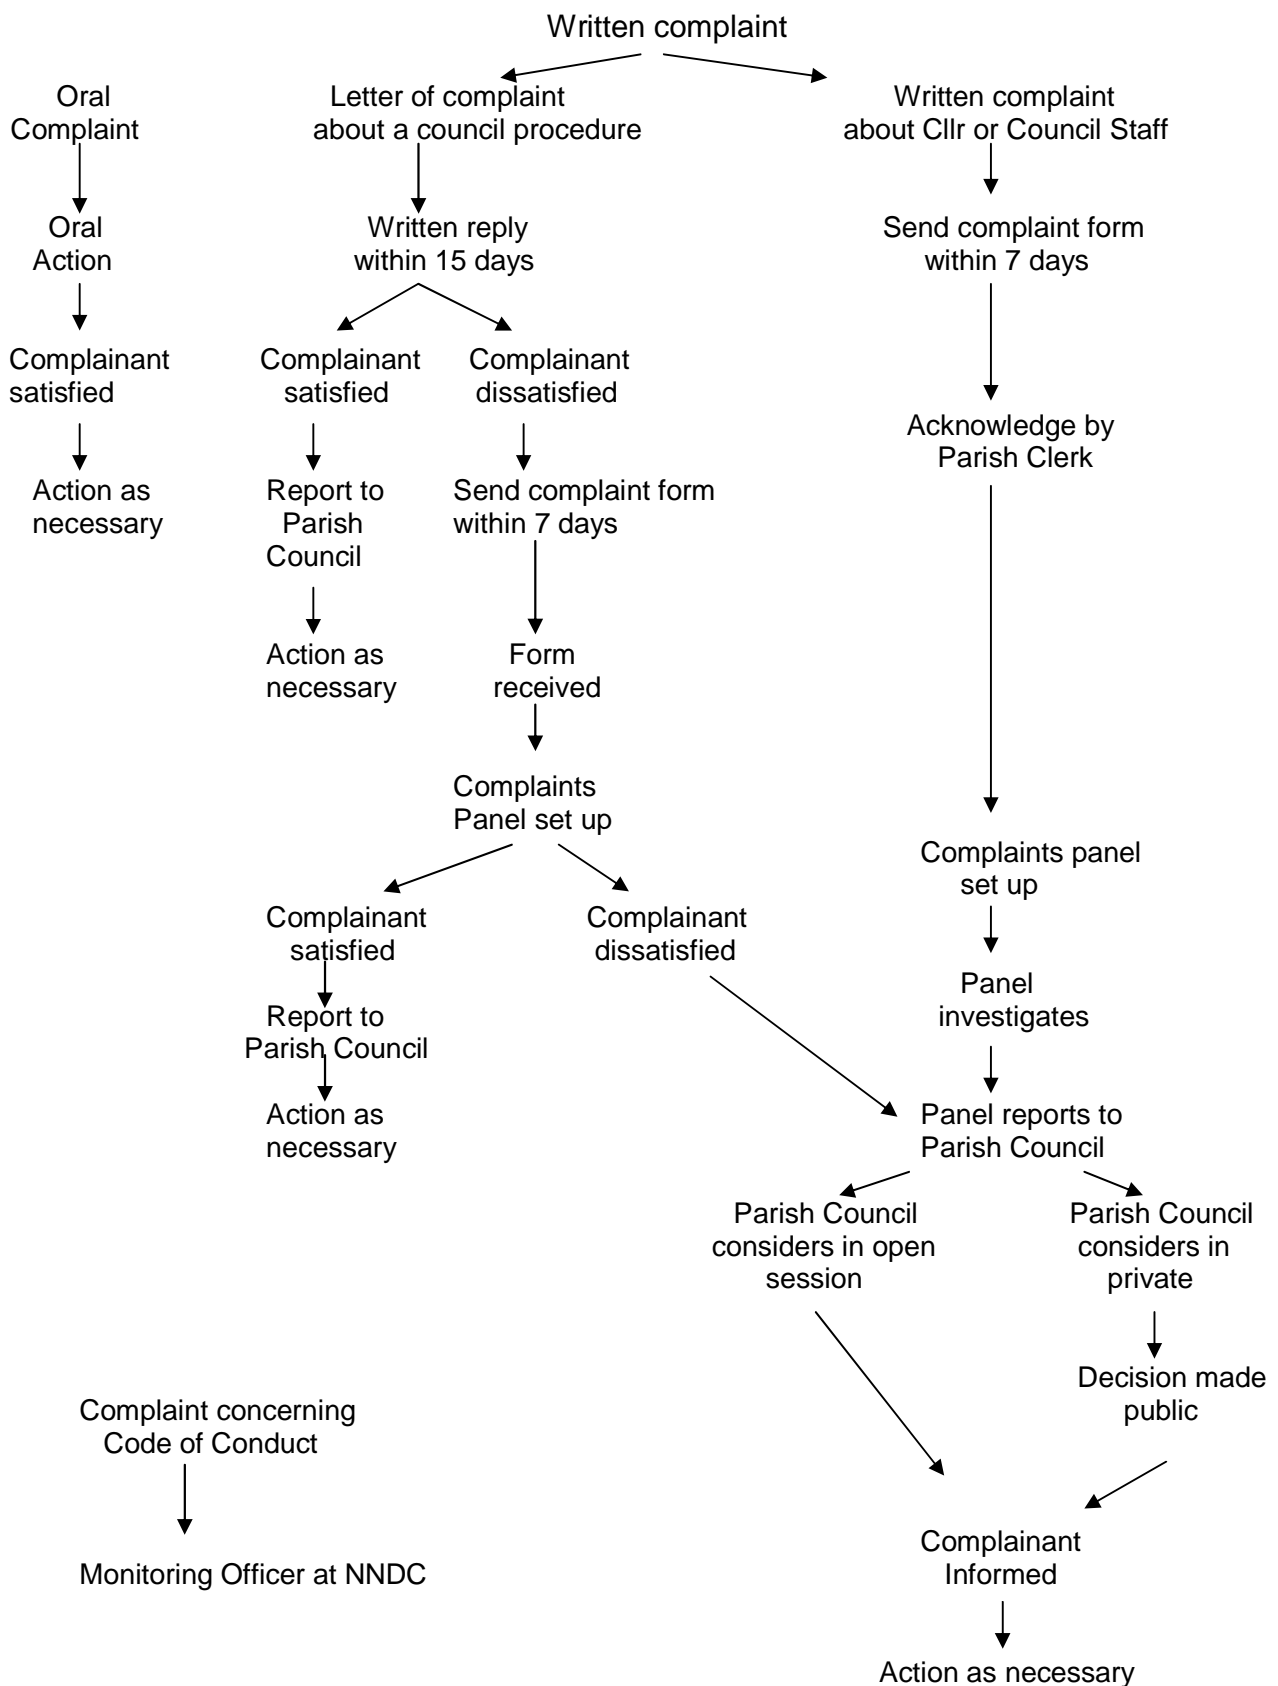 Written complaint
Oral
Complaint
Letter of complaint
about a council procedure
Written complaint
about Cllr or Council Staff
Oral
Action
Written reply
within 15 days
Send complaint form
within 7 days
Complainant
satisfied
Complainant
satisfied
Complainant
dissatisfied
Acknowledge by
Parish Clerk
Action as
necessary
Report to
Parish
Council
Send complaint form
within 7 days
Action as
necessary
Form
received
Complaints
Panel set up
Complaints panel
set up
Complainant
satisfied
Complainant
dissatisfied
Panel
investigates
Report to
Parish Council
Action as
necessary
Panel reports to
Parish Council
Parish Council
considers in open
session
Parish Council
considers in
private
Decision made
public
Complaint concerning
Code of Conduct
Monitoring Officer at NNDC
Complainant
Informed
Action as necessary